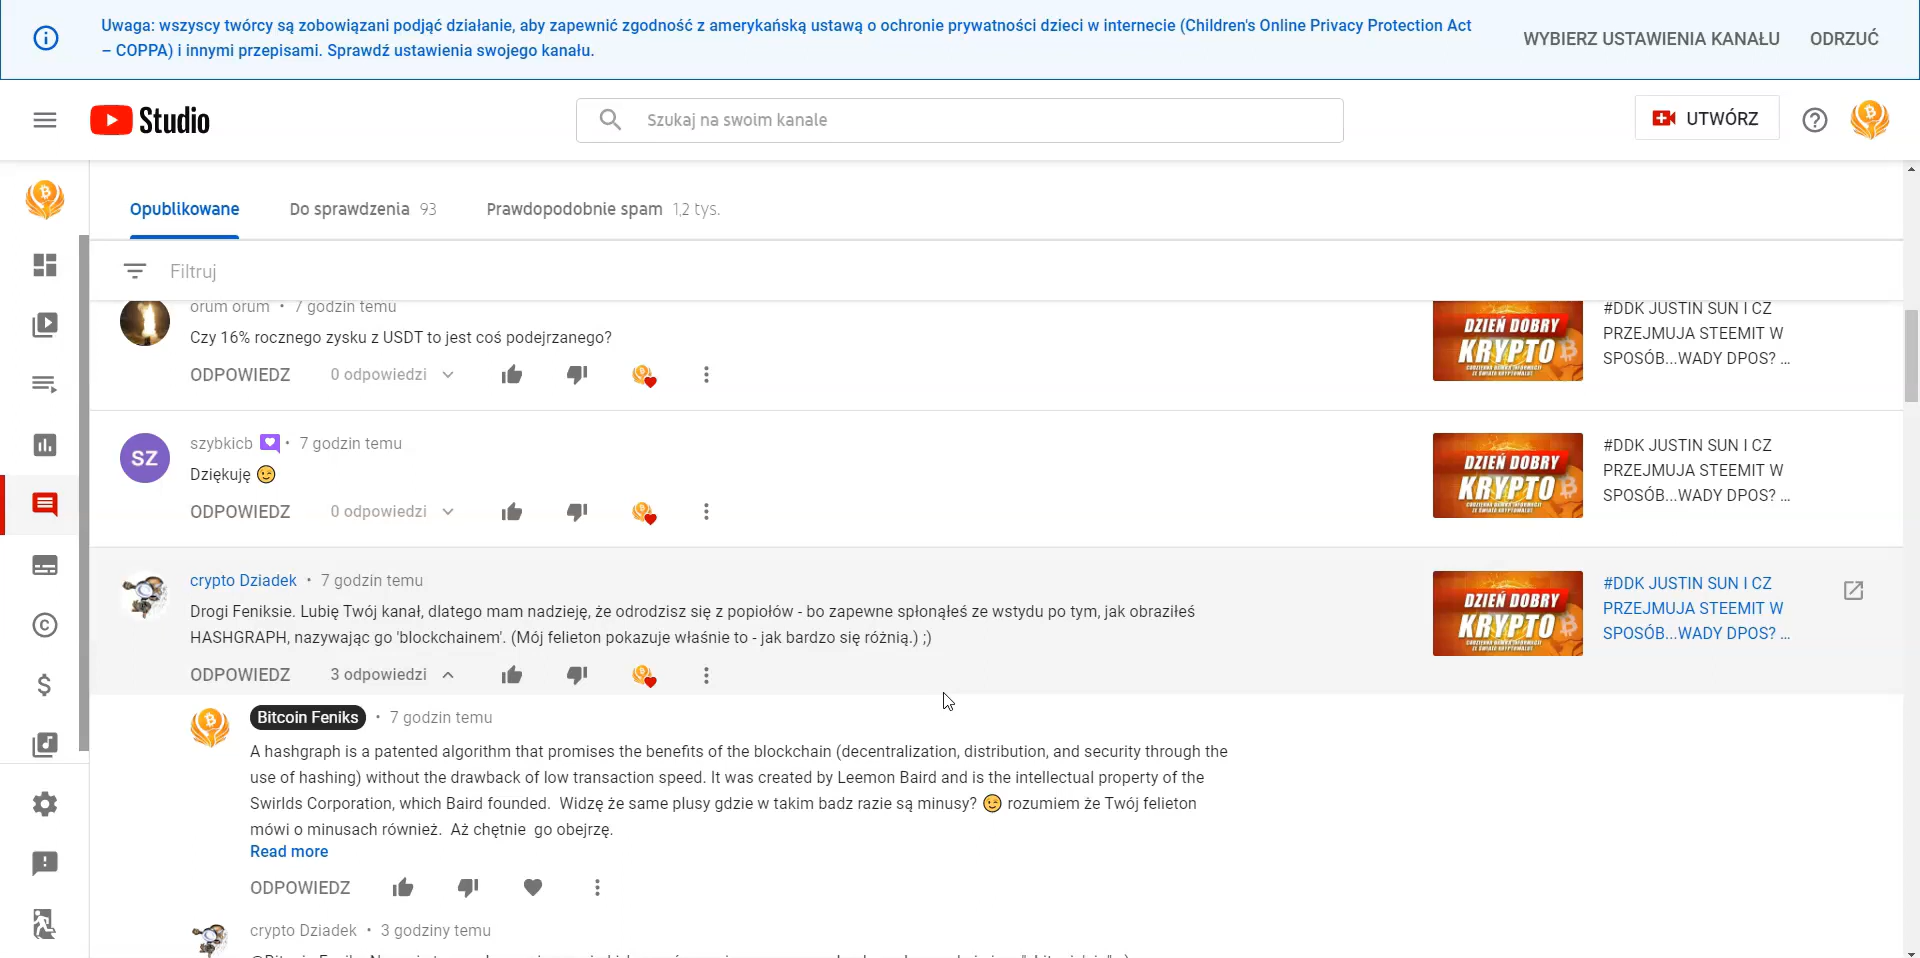 Uwaga: wszyscy twórcy są zobowiązani podjąć działanie, aby zapewnić zgodność z amerykańską ustawą o ochronie prywatności dzieci w internecie (Children's Online Privacy Protection Act
– COPPA) i innymi przepisami. Sprawdź ustawienia swojego kanału.
WYBIERZ USTAWIENIA KANAŁU
ODRZUĆ
Studio
Szukaj na swoim kanale
UTWÓRZ
Opublikowane
Do sprawdzenia 93
Prawdopodobnie spam 1,2 tys.
Filtruj
orum orum • 7 godzin temu
Czy 16% rocznego zysku z USDT to jest coś podejrzanego?
ODPOWIEDZ 0 odpowiedzi
DZIEŃ DOBRY
KRYPTO
#DDK JUSTIN SUN I CZ
PRZEJMUJA STEEMIT W
SPOSÓB...WADY DPOS? ...
SZ
szybkicb • 7 godzin temu
Dziękuję 😉
ODPOWIEDZ 0 odpowiedzi
DZIEŃ DOBRY
KRYPTO
#DDK JUSTIN SUN I CZ
PRZEJMUJA STEEMIT W
SPOSÓB...WADY DPOS? ...
crypto Dziadek • 7 godzin temu
Drogi Feniksie. Lubię Twój kanał, dlatego mam nadzieję, że odrodzisz się z popiołów - bo zapewne spłonąłeś ze wstydu po tym, jak obraziłeś
HASHGRAPH, nazywając go 'blockchainem'. (Mój felieton pokazuje właśnie to - jak bardzo się różnią.) ;)
ODPOWIEDZ 3 odpowiedzi
DZIEŃ DOBRY
KRYPTO
#DDK JUSTIN SUN I CZ
PRZEJMUJA STEEMIT W
SPOSÓB...WADY DPOS? ...
Bitcoin Feniks • 7 godzin temu
A hashgraph is a patented algorithm that promises the benefits of the blockchain (decentralization, distribution, and security through the
use of hashing) without the drawback of low transaction speed. It was created by Leemon Baird and is the intellectual property of the
Swirlds Corporation, which Baird founded.  Widzę że same plusy gdzie w takim badz razie są minusy? 😉 rozumiem że Twój felieton
mówi o minusach również.  Aż chętnie  go obejrzę.
Read more
ODPOWIEDZ
crypto Dziadek • 3 godziny temu